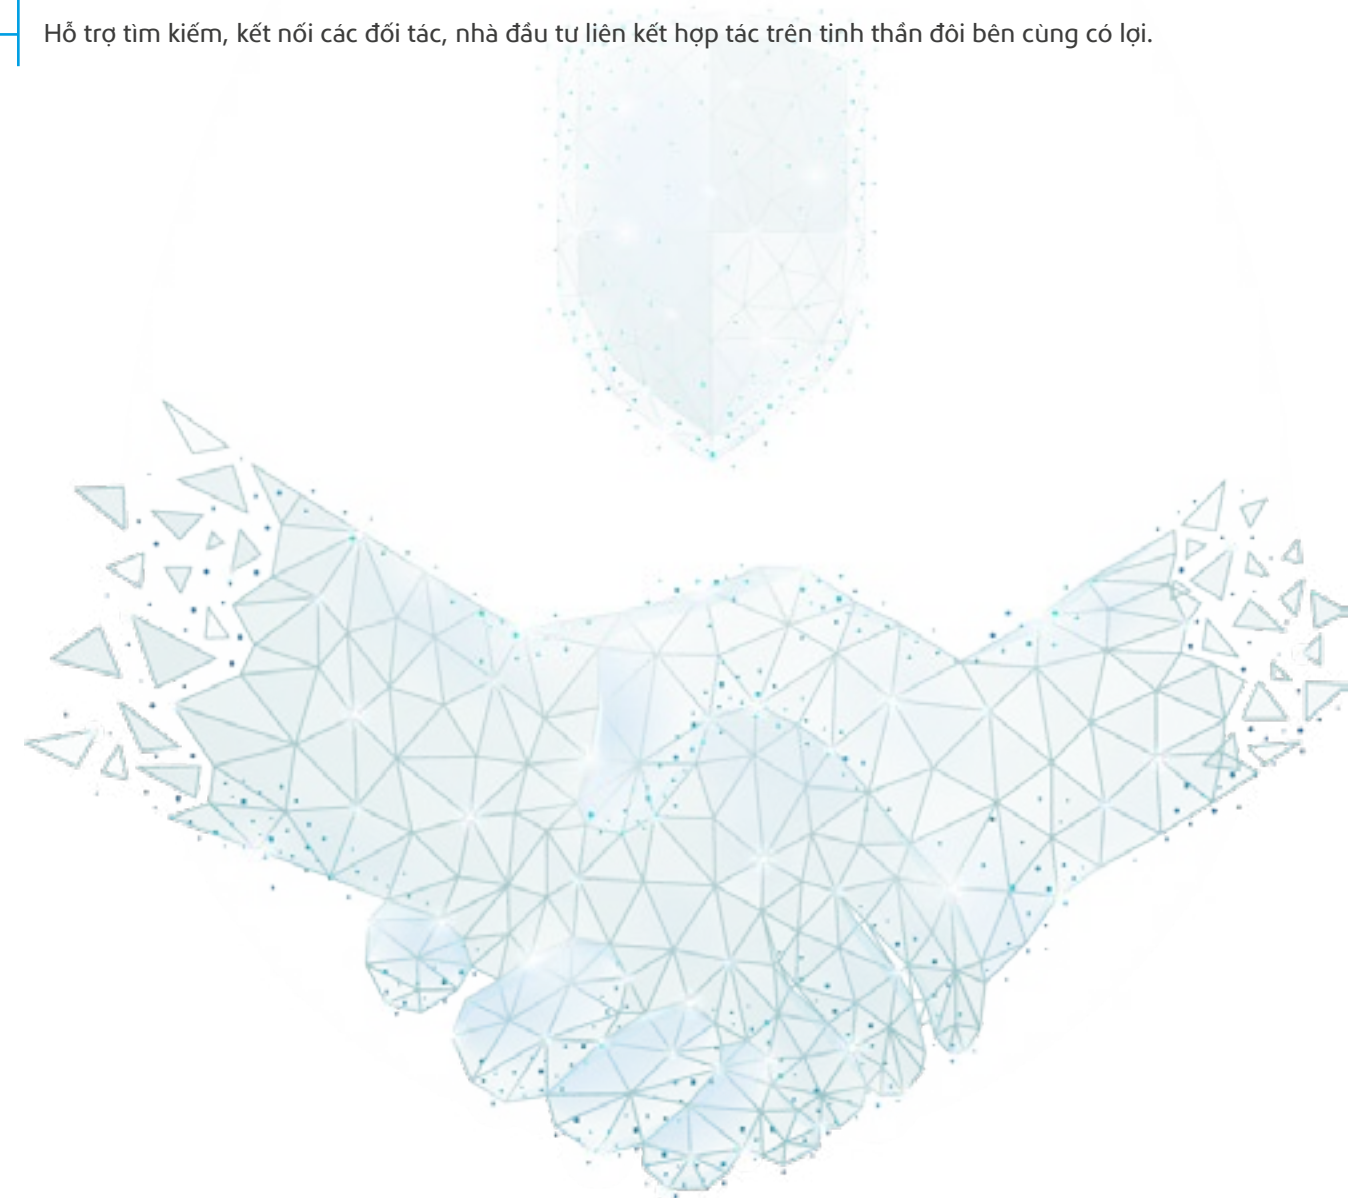 Hỗ trợ tìm kiếm, kết nối các đối tác, nhà đầu tư liên kết hợp tác trên tinh thần đôi bên cùng có lợi.